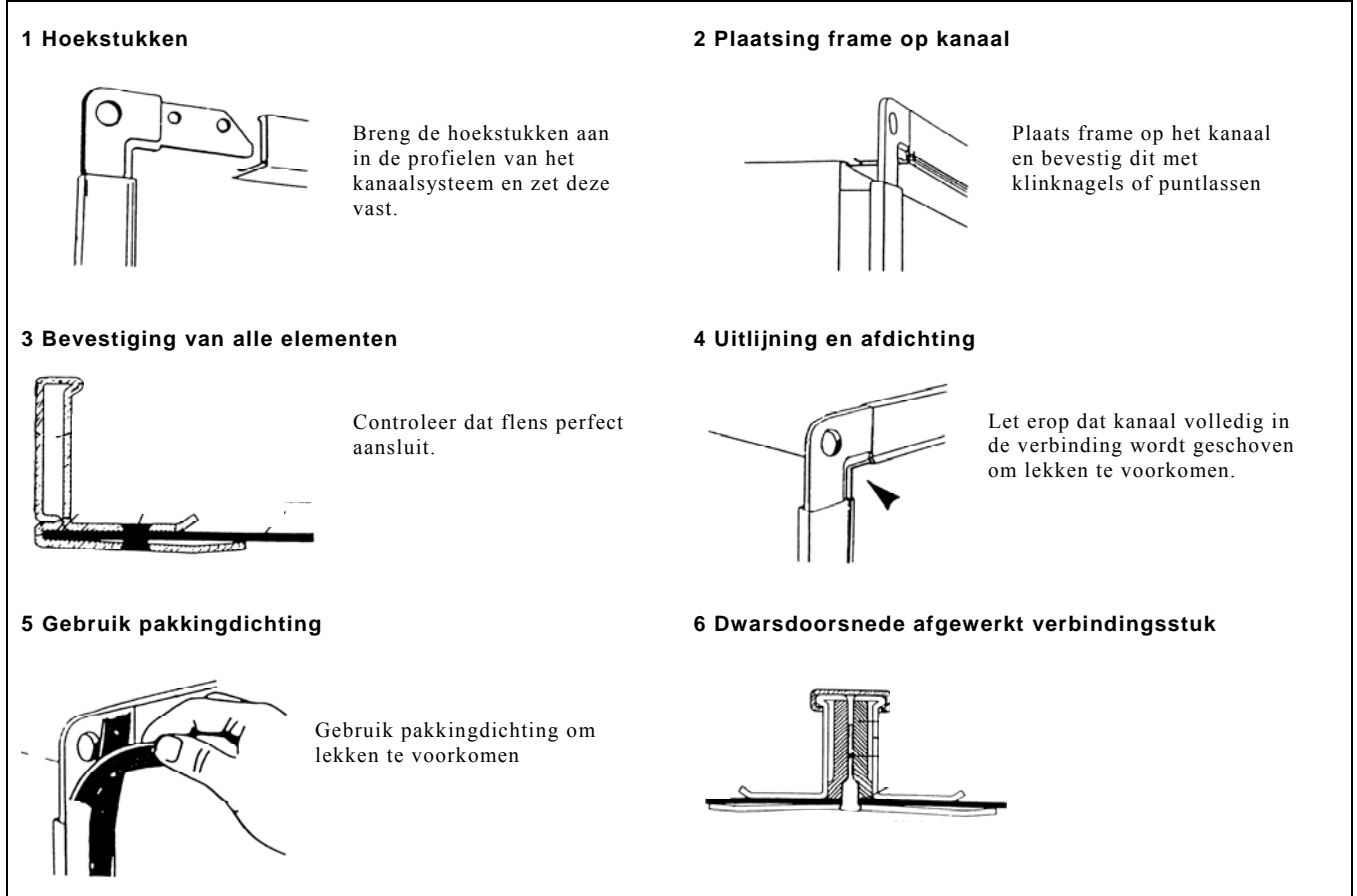 1 Hoekstukken
Breng de hoekstukken aan
in de profielen van het
kanaalsysteem en zet deze
vast.
2 Plaatsing frame op kanaal
Plaats frame op het kanaal
en bevestig dit met
klinknagels of puntlassen
3 Bevestiging van alle elementen
Controleer dat flens perfect
aansluit.
4 Uitlijning en afdichting
Let erop dat kanaal volledig in
de verbinding wordt geschoven
om lekken te voorkomen.
5 Gebruik pakkingdichting
Gebruik pakkingdichting om
lekken te voorkomen
6 Dwarsdoorsnede afgewerkt verbindingsstuk